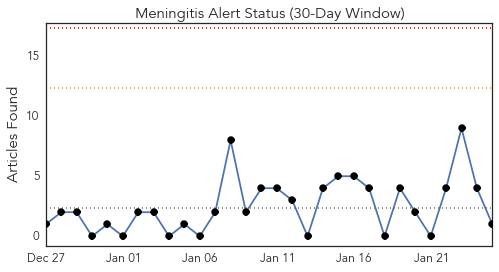 Meningitis Alert Status (30-Day Window)
15
10
5
0
Articles Found
Dec 27 Jan 01 Jan 06 Jan 11 Jan 16 Jan 21